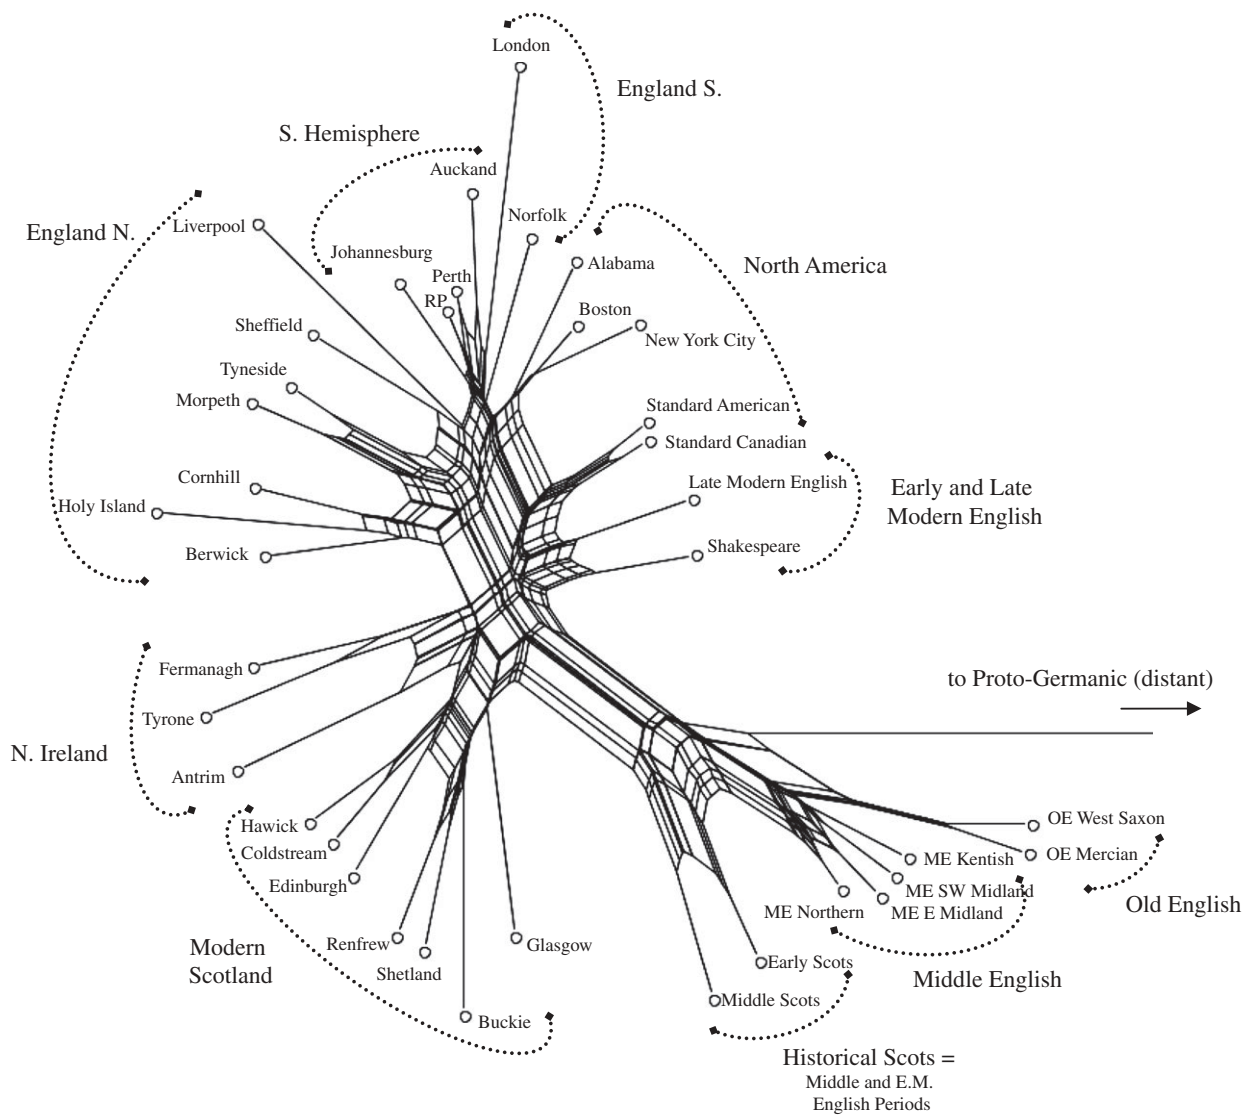 London
England S.
S. Hemisphere
Auckand
Norfolk
England N.
Liverpool
Johannesburg
Alabama
North America
Perth
RP
Boston
Sheffield
New York City
Tyneside
Morpeth
Standard American
Standard Canadian
Cornhill
Late Modern English
Early and Late
Modern English
Holy Island
Berwick
Shakespeare
Fermanagh
to Proto-Germanic (distant)
Tyrone
N. Ireland
Antrim
Hawick
Coldstream
Edinburgh
OE West Saxon
OE Mercian
ME Kentish
ME SW Midland
ME Northern
ME E Midland
Old English
Modern
Scotland
Renfrew
Shetland
Glasgow
Early Scots
Middle English
Middle Scots
Buckie
Historical Scots =
Middle and E.M.
English Periods